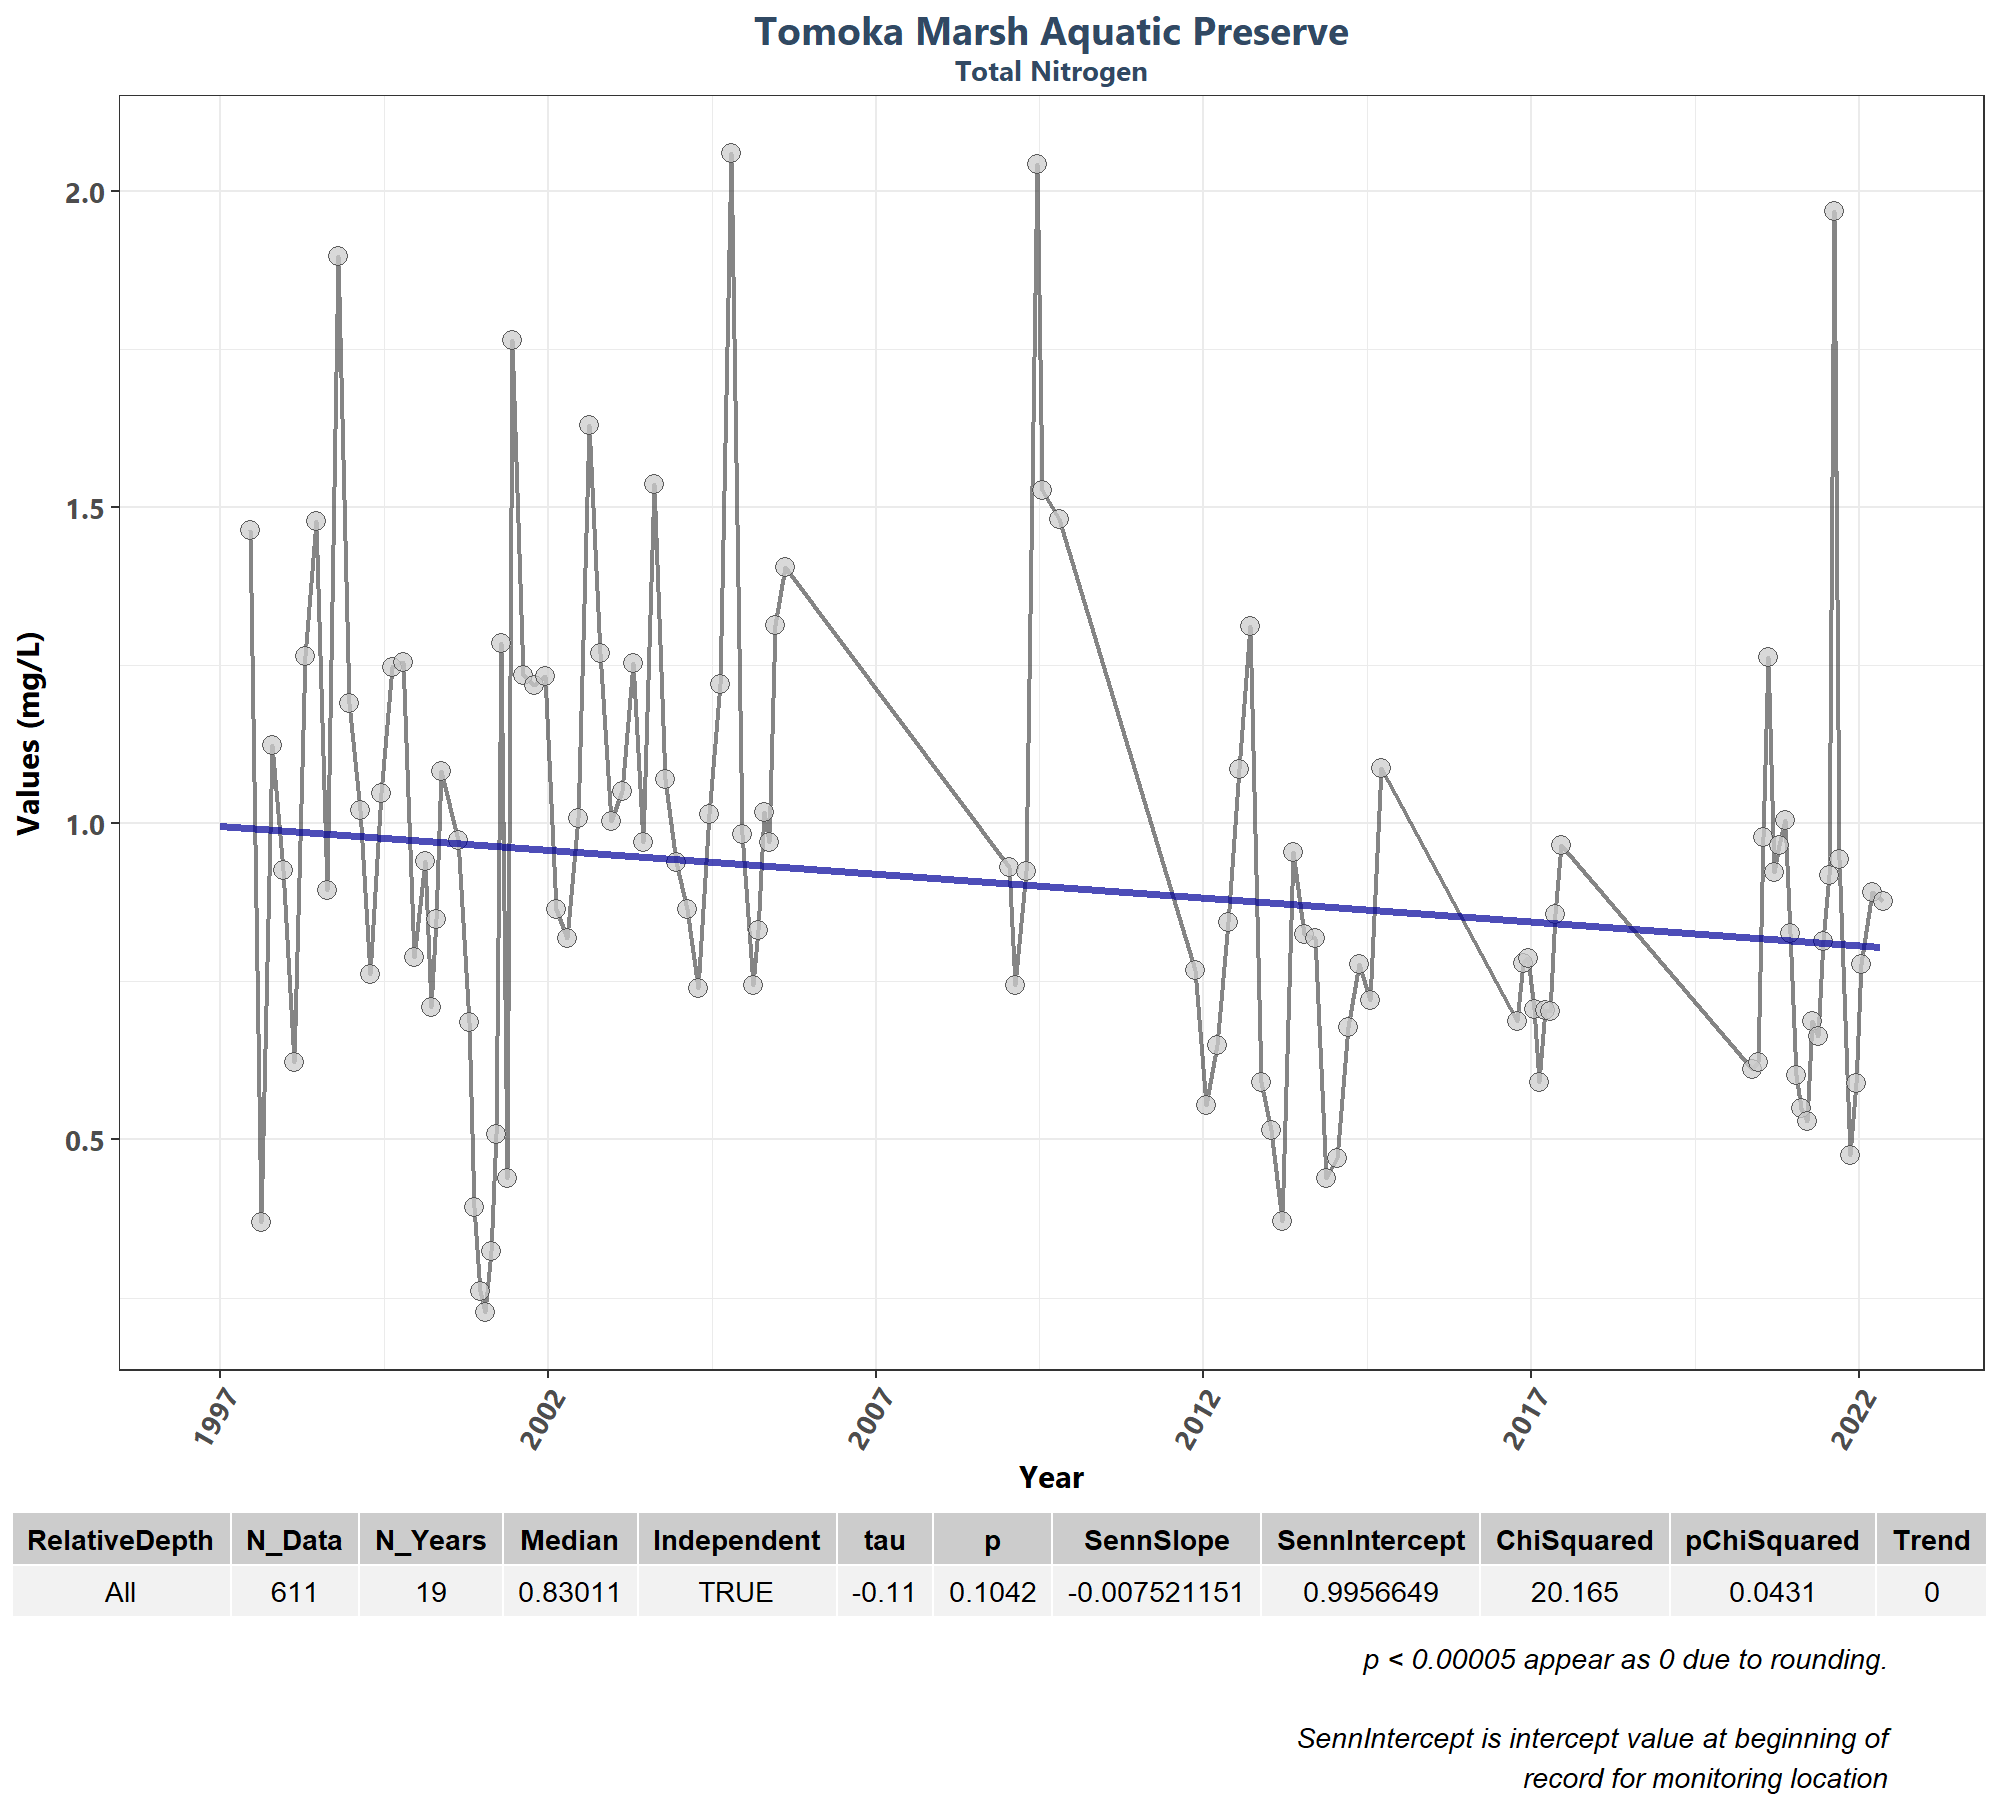 Tomoka Marsh Aquatic Preserve
Total Nitrogen
Values (mg/L)
2.0
1.5
1.0
0.5
1997 2002 2007 2012 2017 2022
Year
RelativeDepth N_Data N_Years Median Independent tau p SennSlope SennIntercept ChiSquared pChiSquared Trend
All 611 19 0.83011 TRUE -0.11 0.1042 -0.007521151 0.9956649 20.165 0.0431 0
p < 0.00005 appear as 0 due to rounding.
SennIntercept is intercept value at beginning of
record for monitoring location